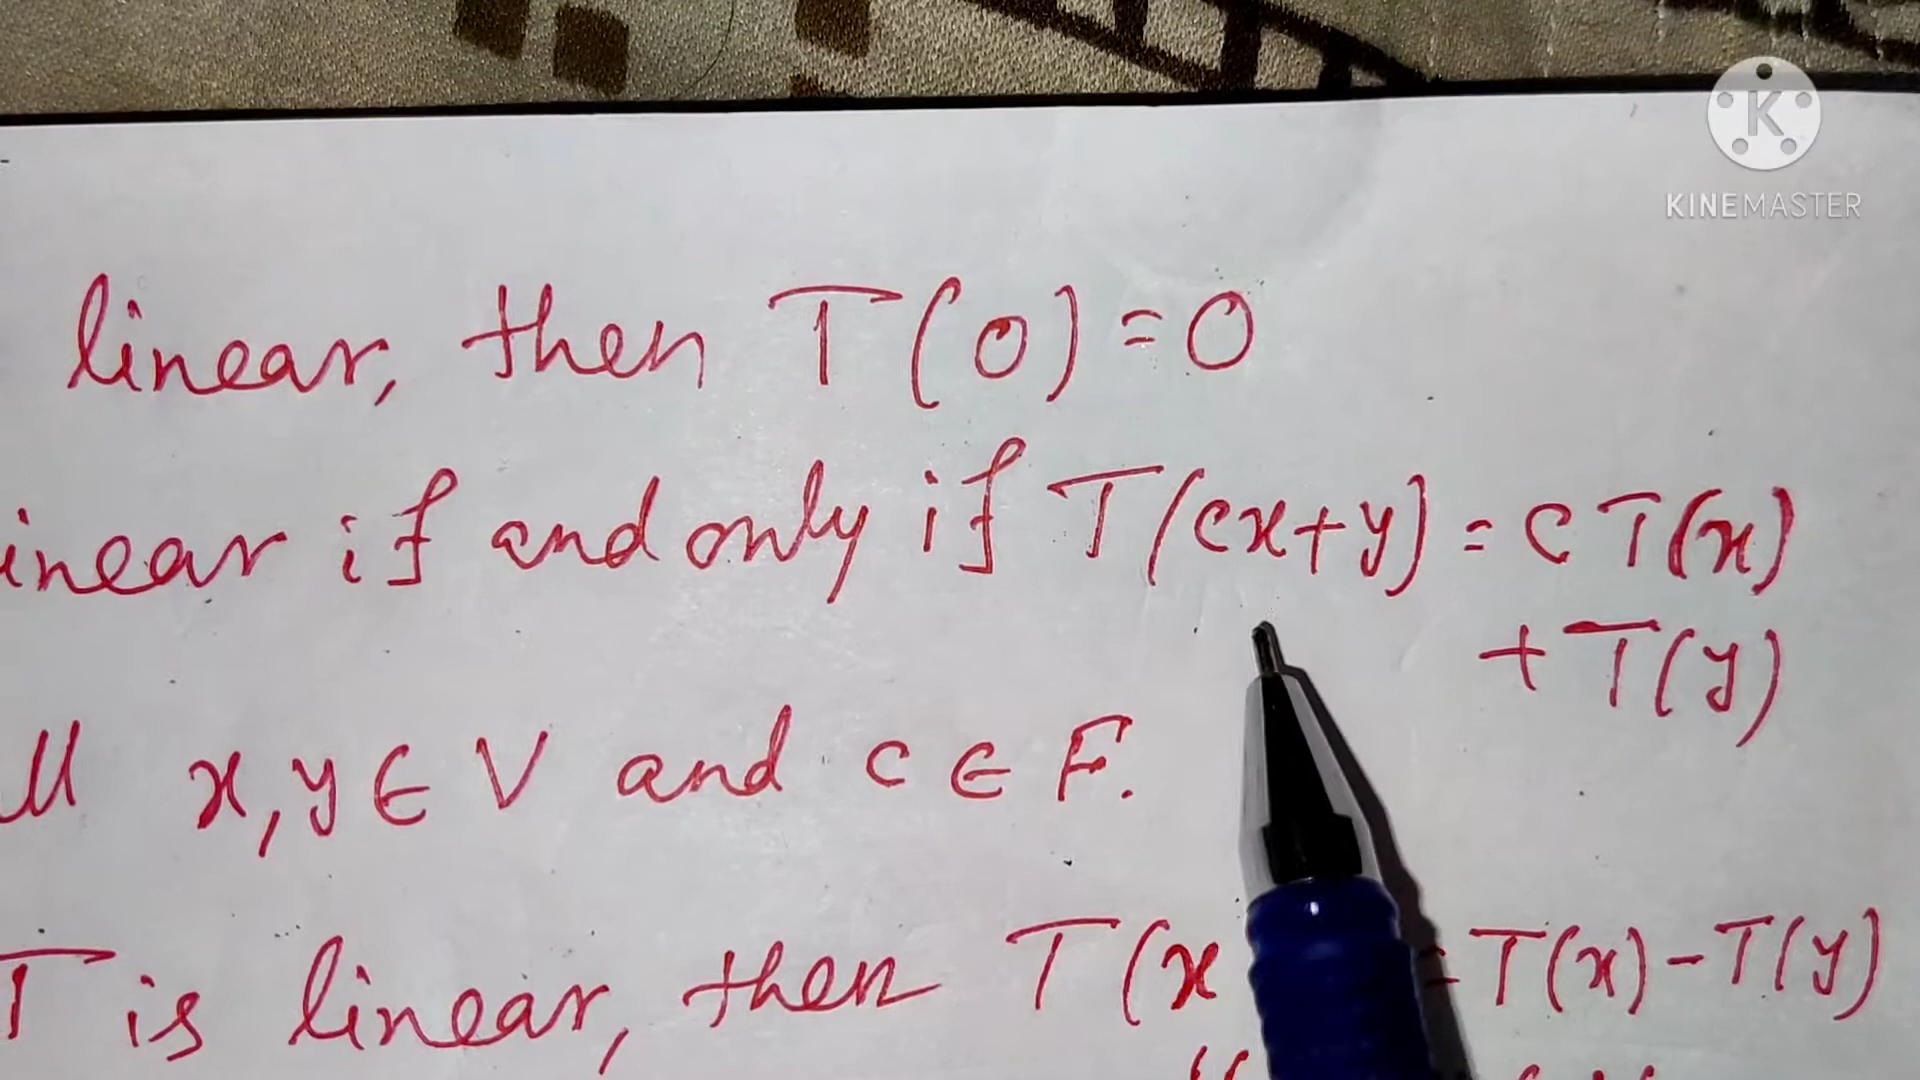 KINEMASTER
linear, then T(0)=0
inear if and only if T(cx+y)=cT(x)
+T(y)
ll x,y∈V and c∈F.
T is linear, then T(x = T(x)-T(y)